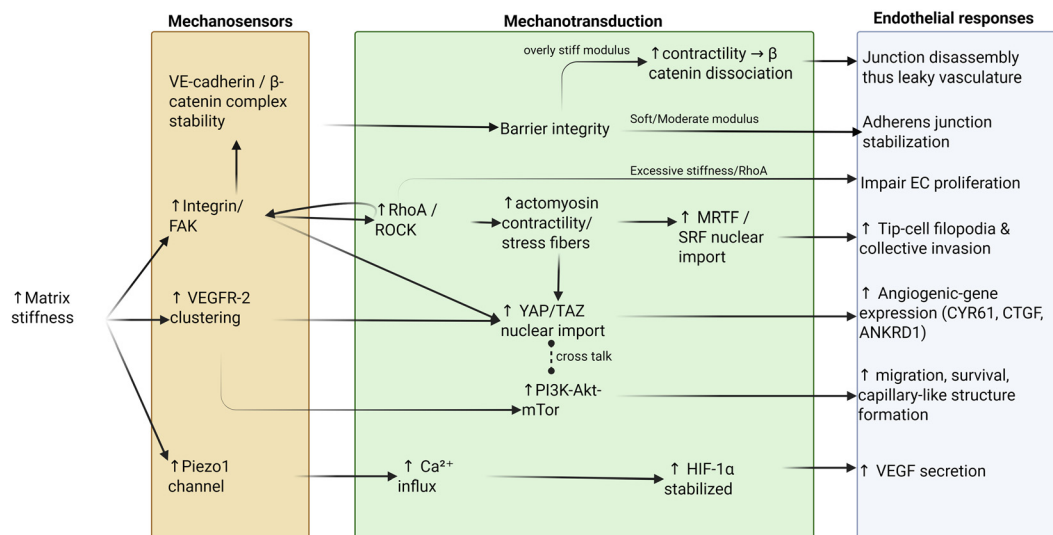 Mechanosensors
Mechanotransduction
Endothelial responses
VE-cadherin / β-
catenin complex
stability
overly stiff modulus
↑contractility → β
catenin dissociation
Junction disassembly
thus leaky vasculature
Barrier integrity
Soft/Moderate modulus
Adherens junction
stabilization
Excessive stiffness/RhoA
Impair EC proliferation
↑Integrin/
FAK
↑RhoA /
ROCK
↑actomyosin
contractility/
stress fibers
↑ MRTF /
SRF nuclear
import
↑ Tip-cell filopodia &
collective invasion
↑Matrix
stiffness
↑ VEGFR-2
clustering
↑ YAP/TAZ
nuclear import
↑ Angiogenic-gene
expression (CYR61, CTGF,
ANKRD1)
cross talk
↑PI3K-Akt-
mTor
↑ migration, survival,
capillary-like structure
formation
↑Piezo1
channel
↑ Ca²⁺
influx
↑ HIF-1α
stabilized
↑ VEGF secretion